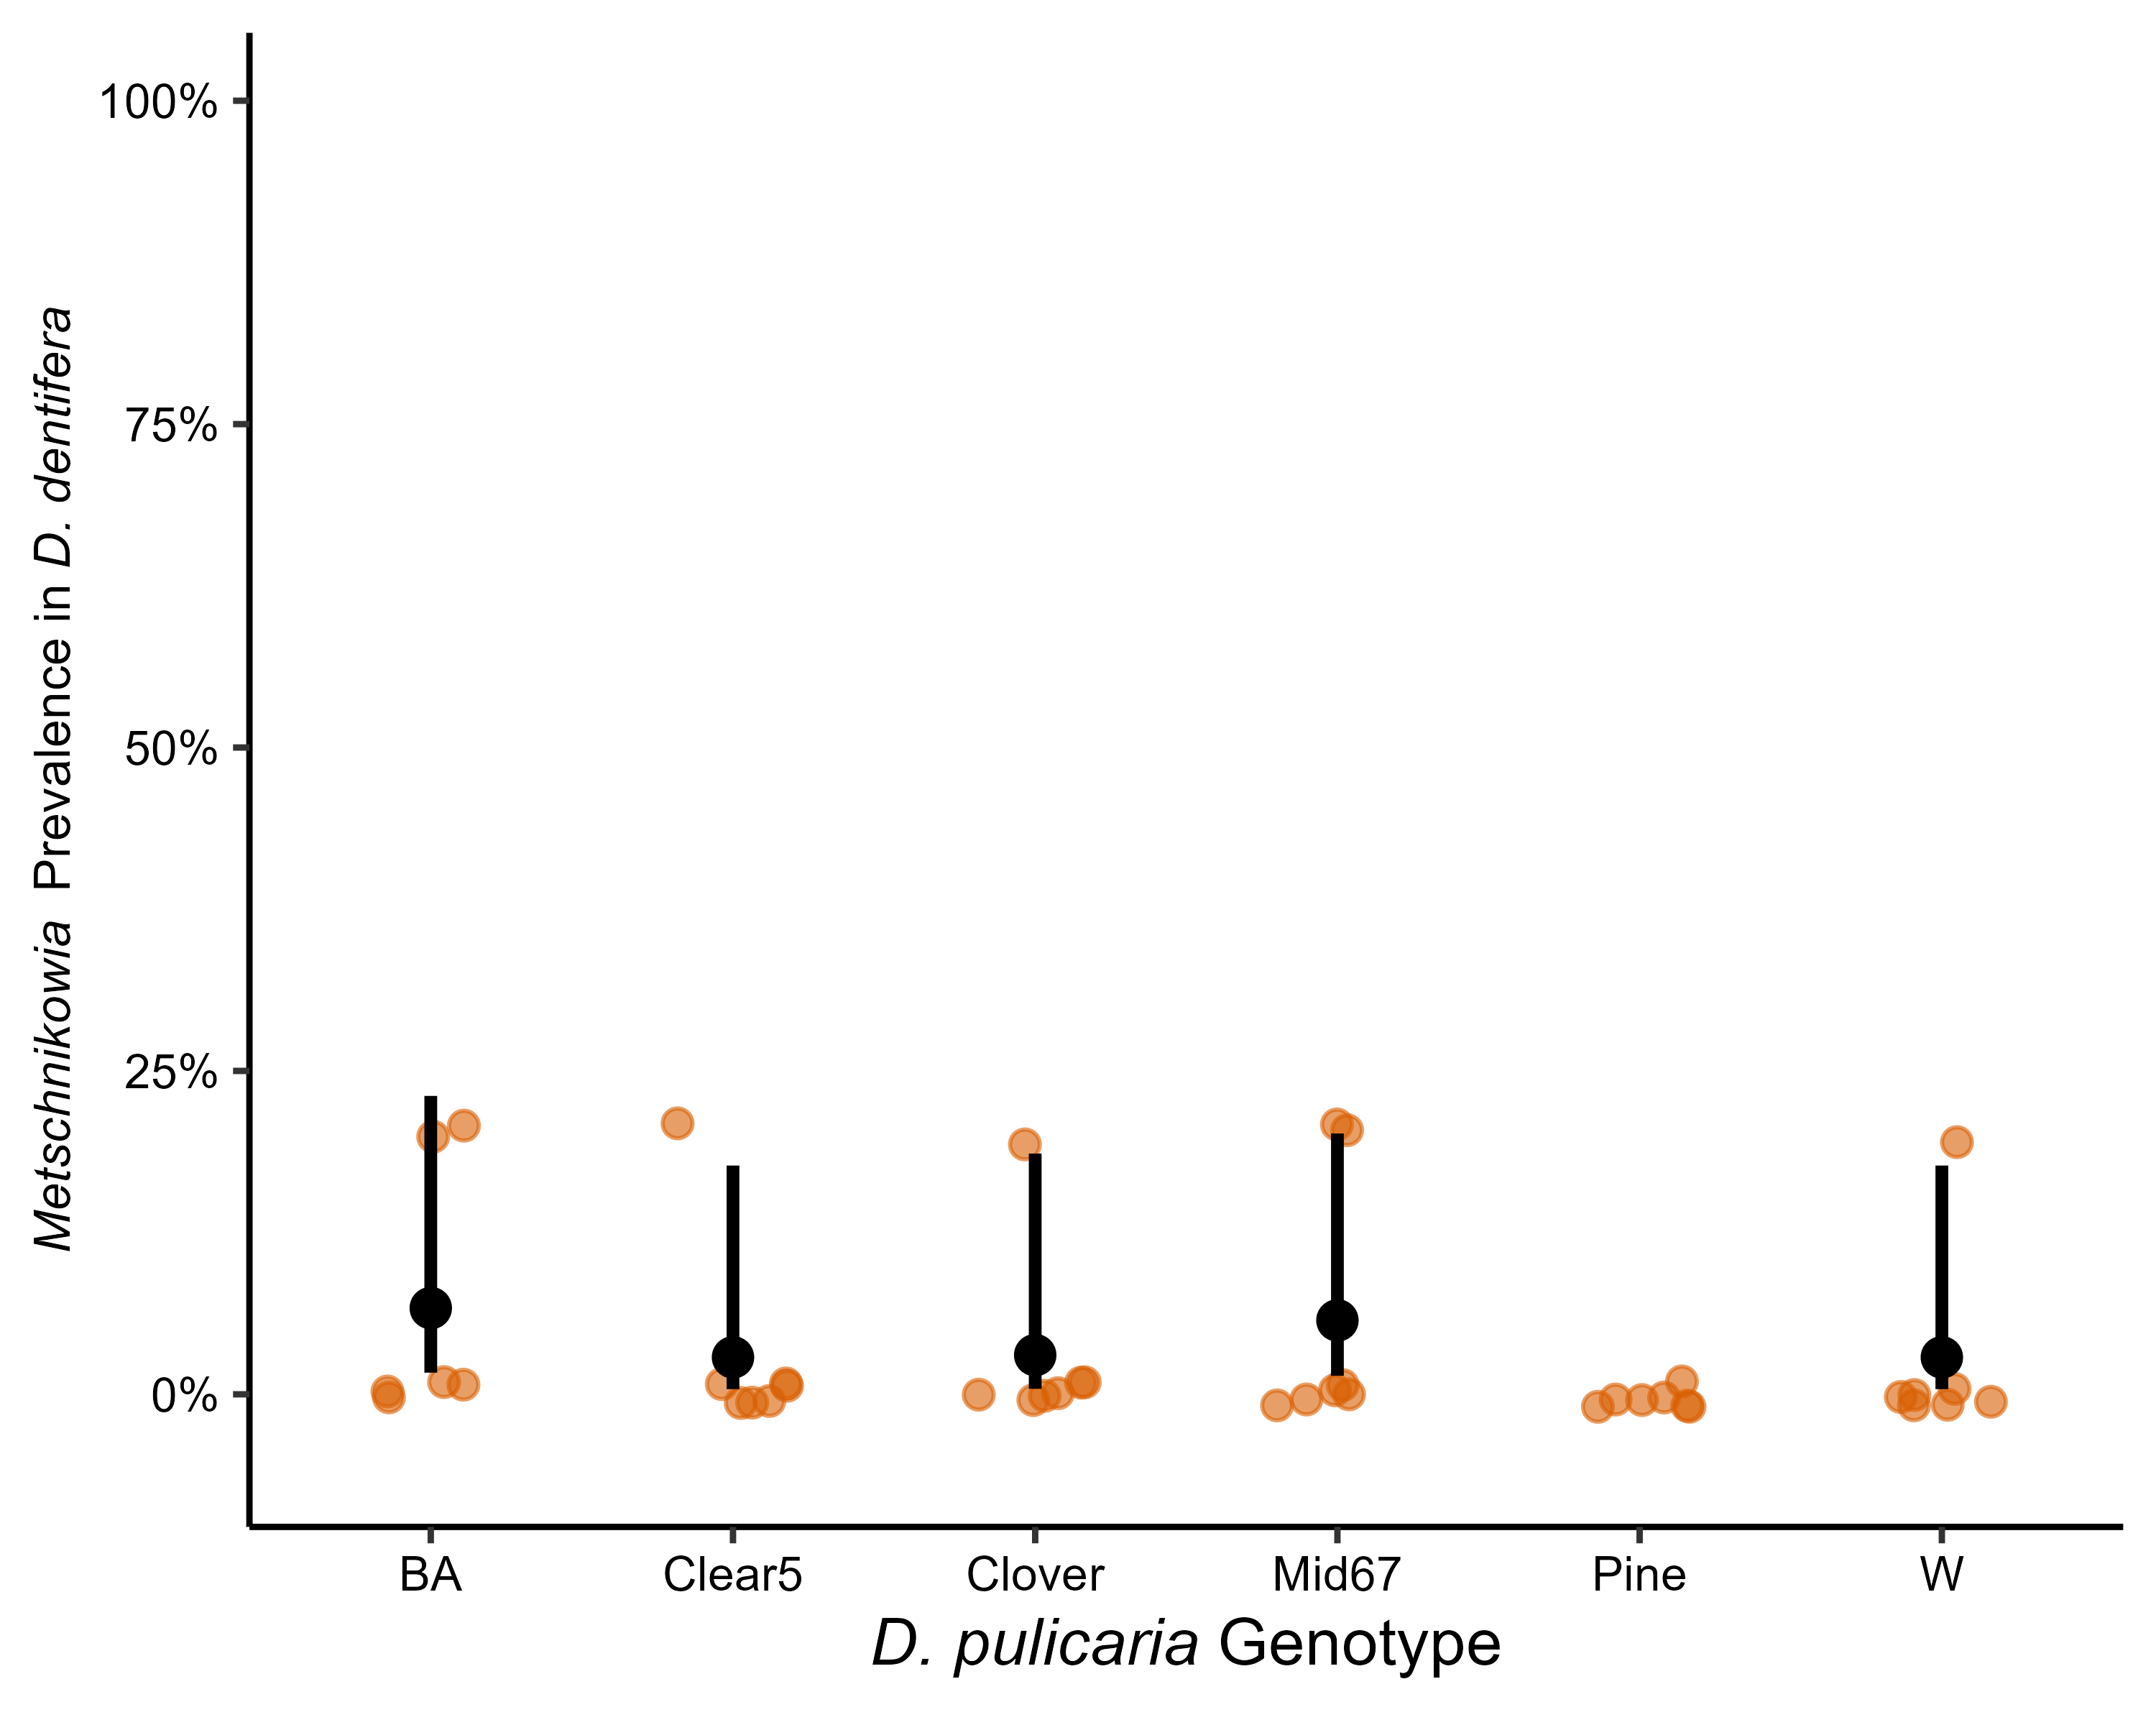 Metschnikowia Prevalence in D. dentifera
100%
75%
50%
25%
0%
BA Clear5 Clover Mid67 Pine W
D. pulicaria Genotype